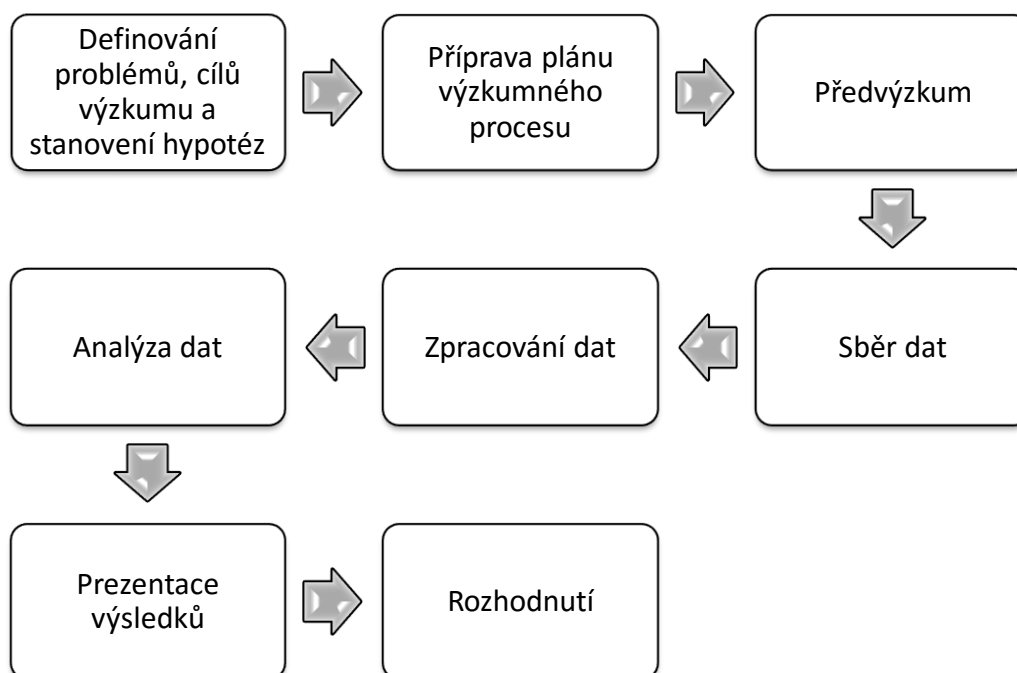 Definování
problémů, cílů
výzkumu a
stanovení hypotéz
Příprava plánu
výzkumného
procesu
Předvýzkum
Sběr dat
Zpracování dat
Analýza dat
Prezentace
výsledků
Rozhodnutí